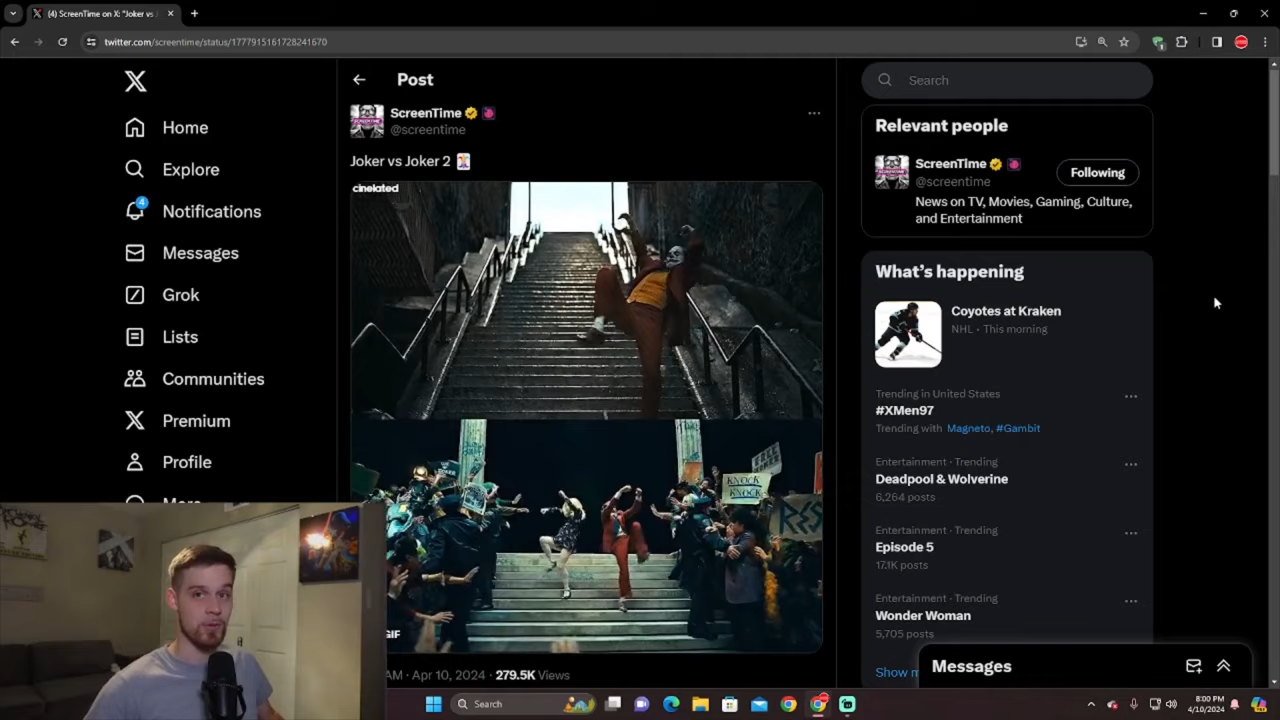 (4) ScreenTime on X: "Joker vs J
twitter.com/screentime/status/1777915161728241670
Home
Explore
4
Notifications
Messages
Grok
Lists
Communities
Premium
Profile
More
Post
ScreenTime
@screentime
Joker vs Joker 2
cinelated
KNOCK
KNOCK
GIF
AM · Apr 10, 2024 · 279.5K Views
Search
Relevant people
ScreenTime
@screentime
Following
News on TV, Movies, Gaming, Culture,
and Entertainment
What's happening
Coyotes at Kraken
NHL · This morning
Trending in United States
#XMen97
Trending with Magneto, #Gambit
Entertainment · Trending
Deadpool & Wolverine
6,264 posts
Entertainment · Trending
Episode 5
17.1K posts
Entertainment · Trending
Wonder Woman
5,705 posts
Show m
Messages
Search
8:00 PM
4/10/2024